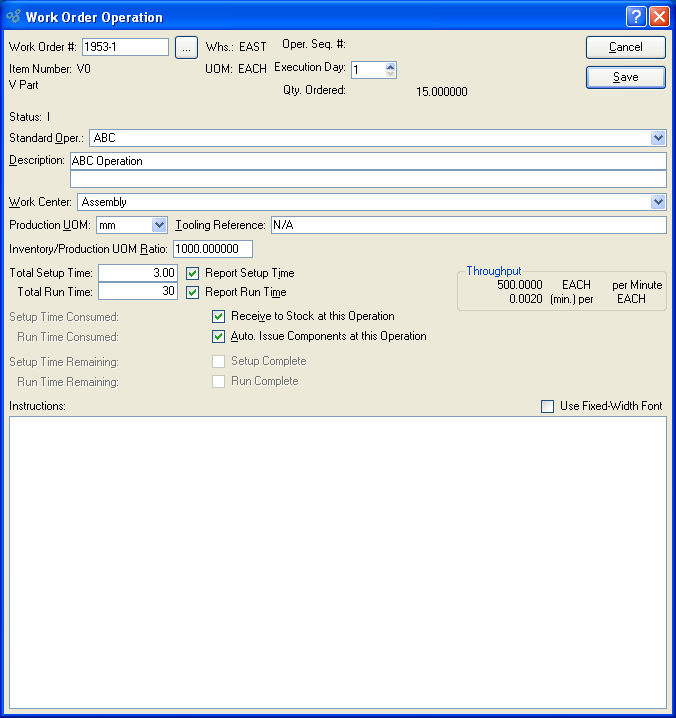 Work Order Operation
Work Order #: 1953-1 ... Whs.: EAST Oper. Seq. #: Cancel
Item Number: V0 UOM: EACH Execution Day: 1 Save
V Part
Qty. Ordered: 15.000000
Status: I
Standard Oper.: ABC
Description: ABC Operation
Work Center: Assembly
Production UOM: mm Tooling Reference: N/A
Inventory/Production UOM Ratio: 1000.000000
Total Setup Time: 3.00 Report Setup Time
Total Run Time: 30 Report Run Time
Throughput
500.0000 EACH per Minute
0.0020 (min.) per EACH
Setup Time Consumed: Receive to Stock at this Operation
Run Time Consumed: Auto. Issue Components at this Operation
Setup Time Remaining: Setup Complete
Run Time Remaining: Run Complete
Instructions: Use Fixed-Width Font